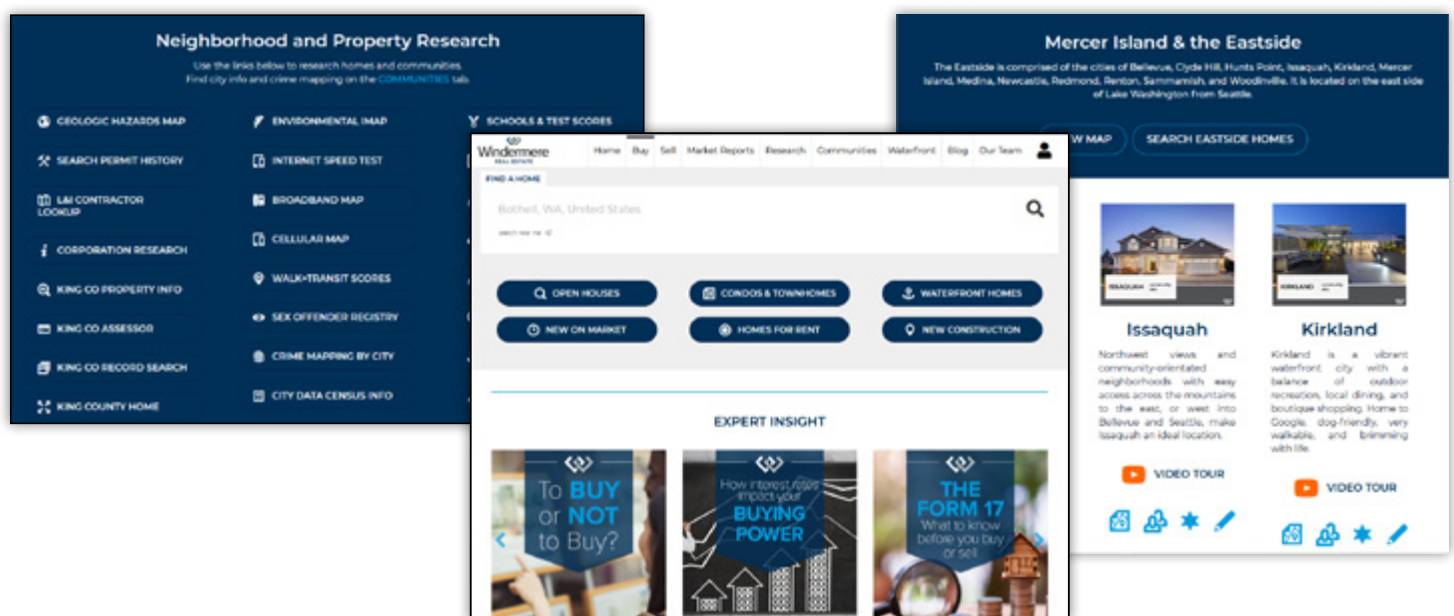 Neighborhood and Property Research
Use the links below to research homes and communities.
Find city info and crime mapping on the COMMUNITIES tab.
GEOLOGIC HAZARDS MAP
SEARCH PERMIT HISTORY
L&I CONTRACTOR
LOOKUP
CORPORATION RESEARCH
KING CO PROPERTY INFO
KING CO ASSESSOR
KING CO RECORD SEARCH
KING COUNTY HOME
ENVIRONMENTAL IMAP
INTERNET SPEED TEST
BROADBAND MAP
CELLULAR MAP
WALK+TRANSIT SCORES
SEX OFFENDER REGISTRY
CRIME MAPPING BY CITY
CITY DATA CENSUS INFO
SCHOOLS & TEST SCORES
Windermere
REAL ESTATE
Home Buy Sell Market Reports Research Communities Waterfront Blog Our Team
FIND A HOME
Bothell, WA, United States
OPEN HOUSES
CONDOS & TOWNHOMES
WATERFRONT HOMES
NEW ON MARKET
HOMES FOR RENT
NEW CONSTRUCTION
EXPERT INSIGHT
To BUY
or NOT
to Buy?
How interest rates
impact your
BUYING
POWER
THE
FORM 17
What to know
before you buy
or sell
Mercer Island & the Eastside
The Eastside is comprised of the cities of Bellevue, Clyde Hill, Hunts Point, Issaquah, Kirkland, Mercer
Island, Medina, Newcastle, Redmond, Renton, Sammamish, and Woodinville. It is located on the east side
of Lake Washington from Seattle.
W MAP
SEARCH EASTSIDE HOMES
ISSAQUAH
KIRKLAND
Issaquah
Northwest views and
community-orientated
neighborhoods with easy
access across the mountains
to the east, or west into
Bellevue and Seattle, make
Issaquah an ideal location.
VIDEO TOUR
Kirkland
Kirkland is a vibrant
waterfront city with a
balance of outdoor
recreation, local dining, and
boutique shopping. Home to
Google, dog-friendly, very
walkable, and brimming
with life.
VIDEO TOUR